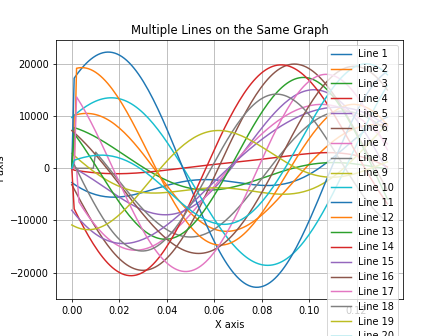 Multiple Lines on the Same Graph
20000
10000
0
−10000
−20000
axis
0.00
0.02
0.04
0.06
0.08
0.10
X axis
Line 1
Line 2
Line 3
Line 4
Line 5
Line 6
Line 7
Line 8
Line 9
Line 10
Line 11
Line 12
Line 13
Line 14
Line 15
Line 16
Line 17
Line 18
Line 19
Line 20